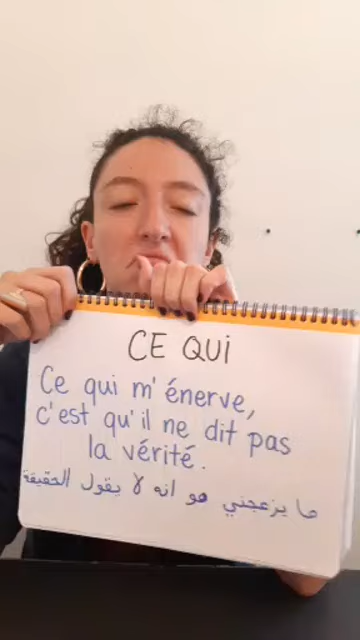 CE QUI
Ce qui m'énerve,
c'est qu'il ne dit pas
la vérité.
ما يزعجني هو انه لا يقول الحقيقة